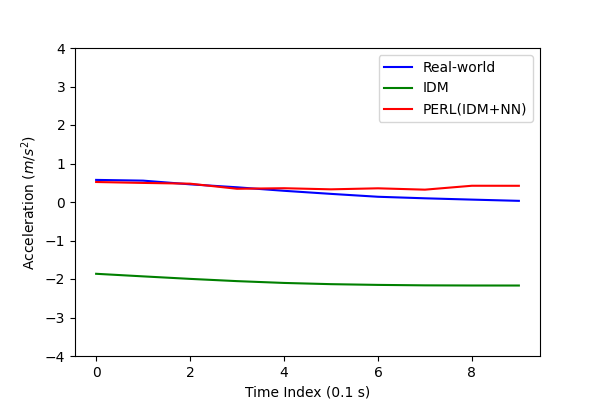 4
3
2
1
0
−1
−2
−3
−4
Acceleration (m/s²)
0 2 4 6 8
Time Index (0.1 s)
Real-world
IDM
PERL(IDM+NN)